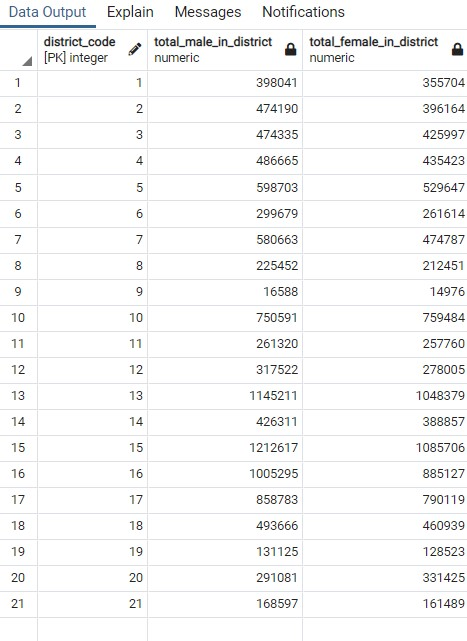 Data Output Explain Messages Notifications
district_code total_male_in_district total_female_in_district
[PK] integer numeric numeric
1 1 398041 355704
2 2 474190 396164
3 3 474335 425997
4 4 486665 435423
5 5 598703 529647
6 6 299679 261614
7 7 580663 474787
8 8 225452 212451
9 9 16588 14976
10 10 750591 759484
11 11 261320 257760
12 12 317522 278005
13 13 1145211 1048379
14 14 426311 388857
15 15 1212617 1085706
16 16 1005295 885127
17 17 858783 790119
18 18 493666 460939
19 19 131125 128523
20 20 291081 331425
21 21 168597 161489